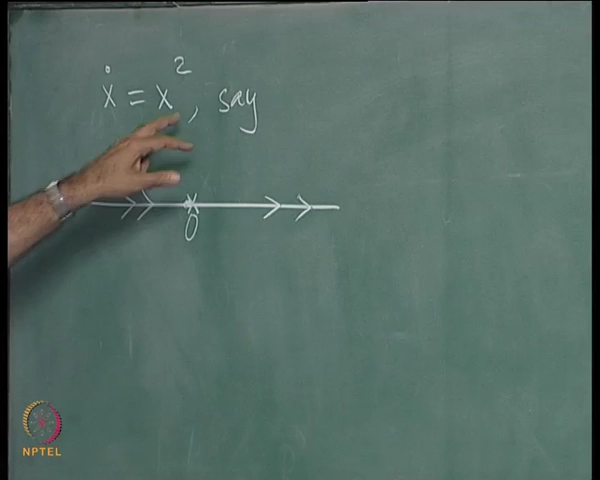 ẋ = x², say
0
NPTEL